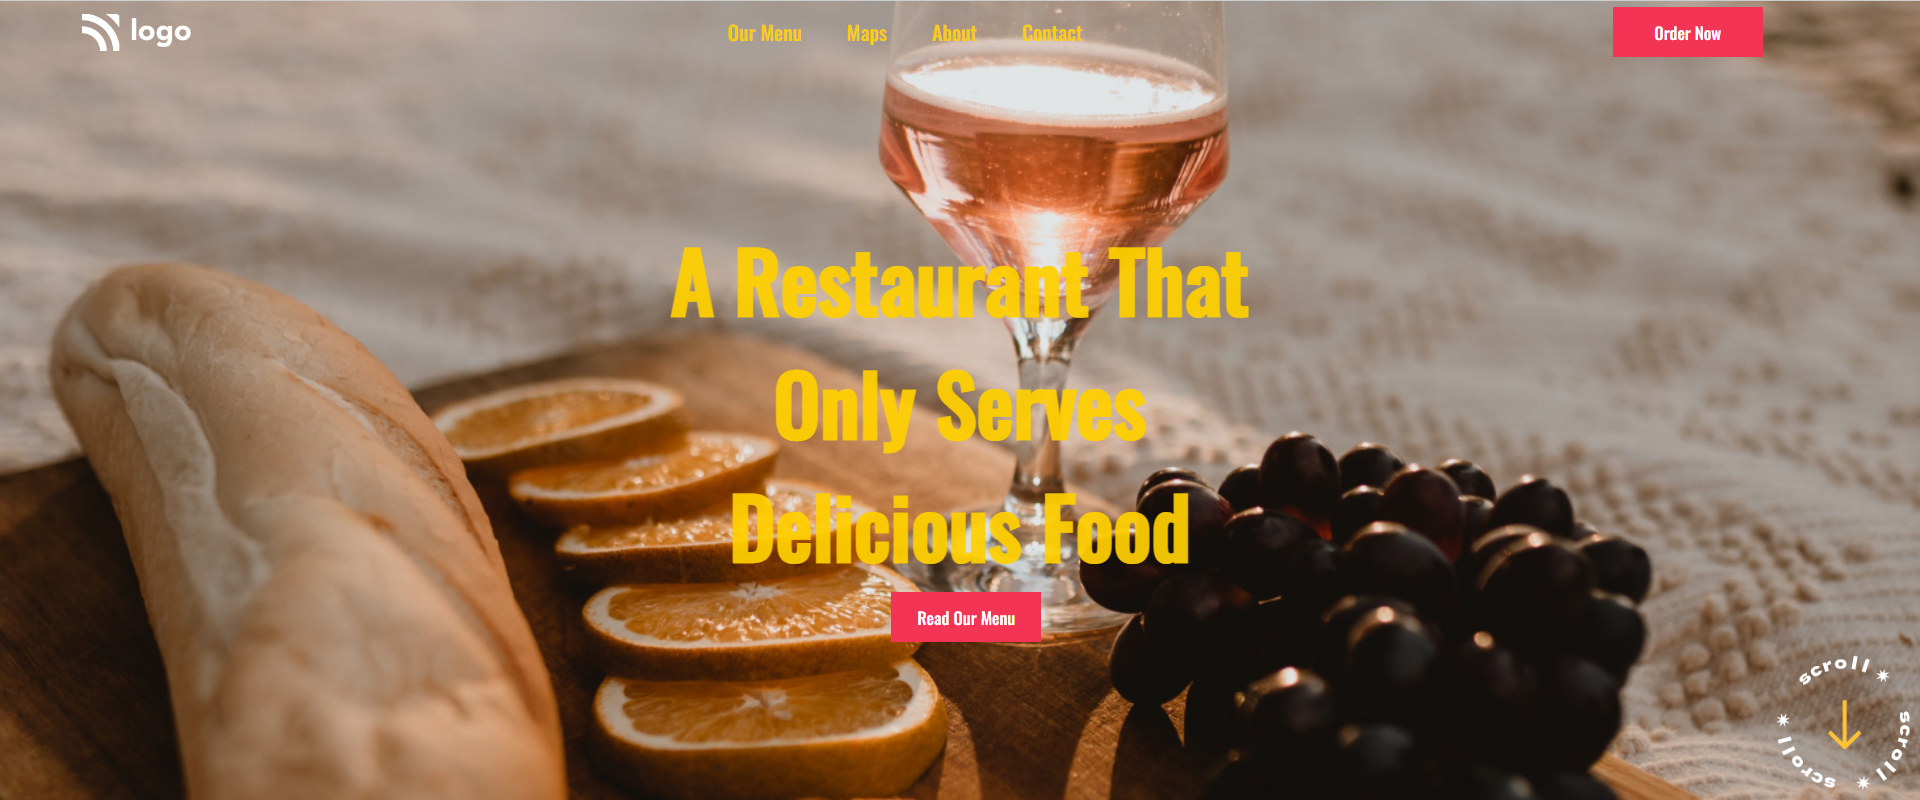 logo
Our Menu
Maps
About
Contact
Order Now
A Restaurant That
Only Serves
Delicious Food
Read Our Menu
scroll
scroll
scroll